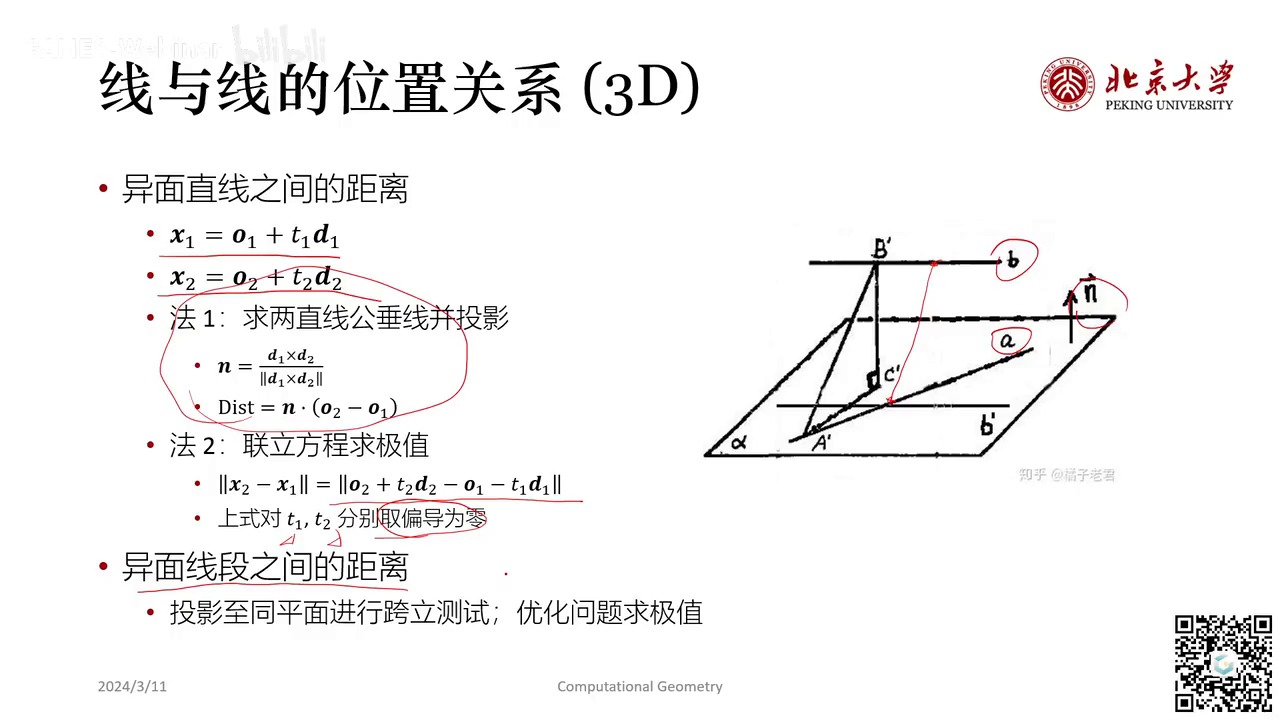 bilibili
线与线的位置关系 (3D)
北京大学
PEKING UNIVERSITY
• 异面直线之间的距离
• x₁ = o₁ + t₁d₁
• x₂ = o₂ + t₂d₂
• 法 1：求两直线公垂线并投影
• n = d₁×d₂ / ‖d₁×d₂‖
• Dist = n · (o₂ − o₁)
• 法 2：联立方程求极值
• ‖x₂ − x₁‖ = ‖o₂ + t₂d₂ − o₁ − t₁d₁‖
• 上式对 t₁, t₂ 分别取偏导为零
• 异面线段之间的距离
• 投影至同平面进行跨立测试；优化问题求极值
B'
b
n⃗
a
C'
b'
α
A'
知乎 @橘子老君
2024/3/11
Computational Geometry